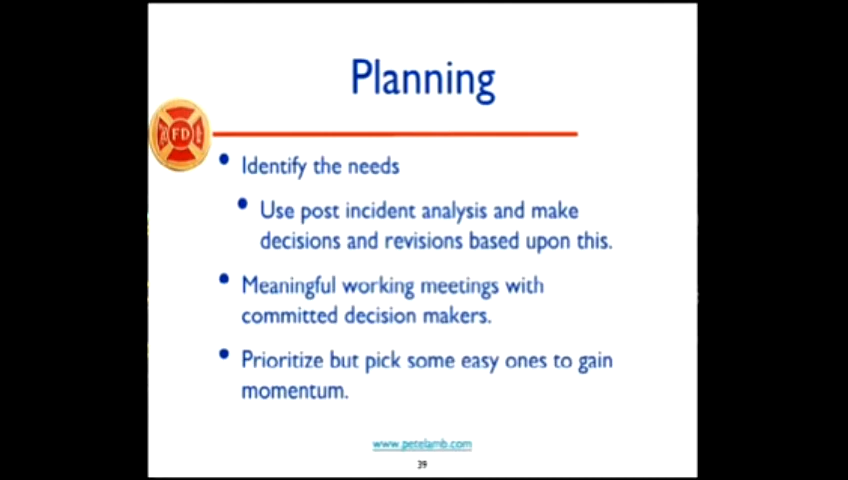 Planning
FD
• Identify the needs
• Use post incident analysis and make
decisions and revisions based upon this.
• Meaningful working meetings with
committed decision makers.
• Prioritize but pick some easy ones to gain
momentum.
www.petelamb.com
39